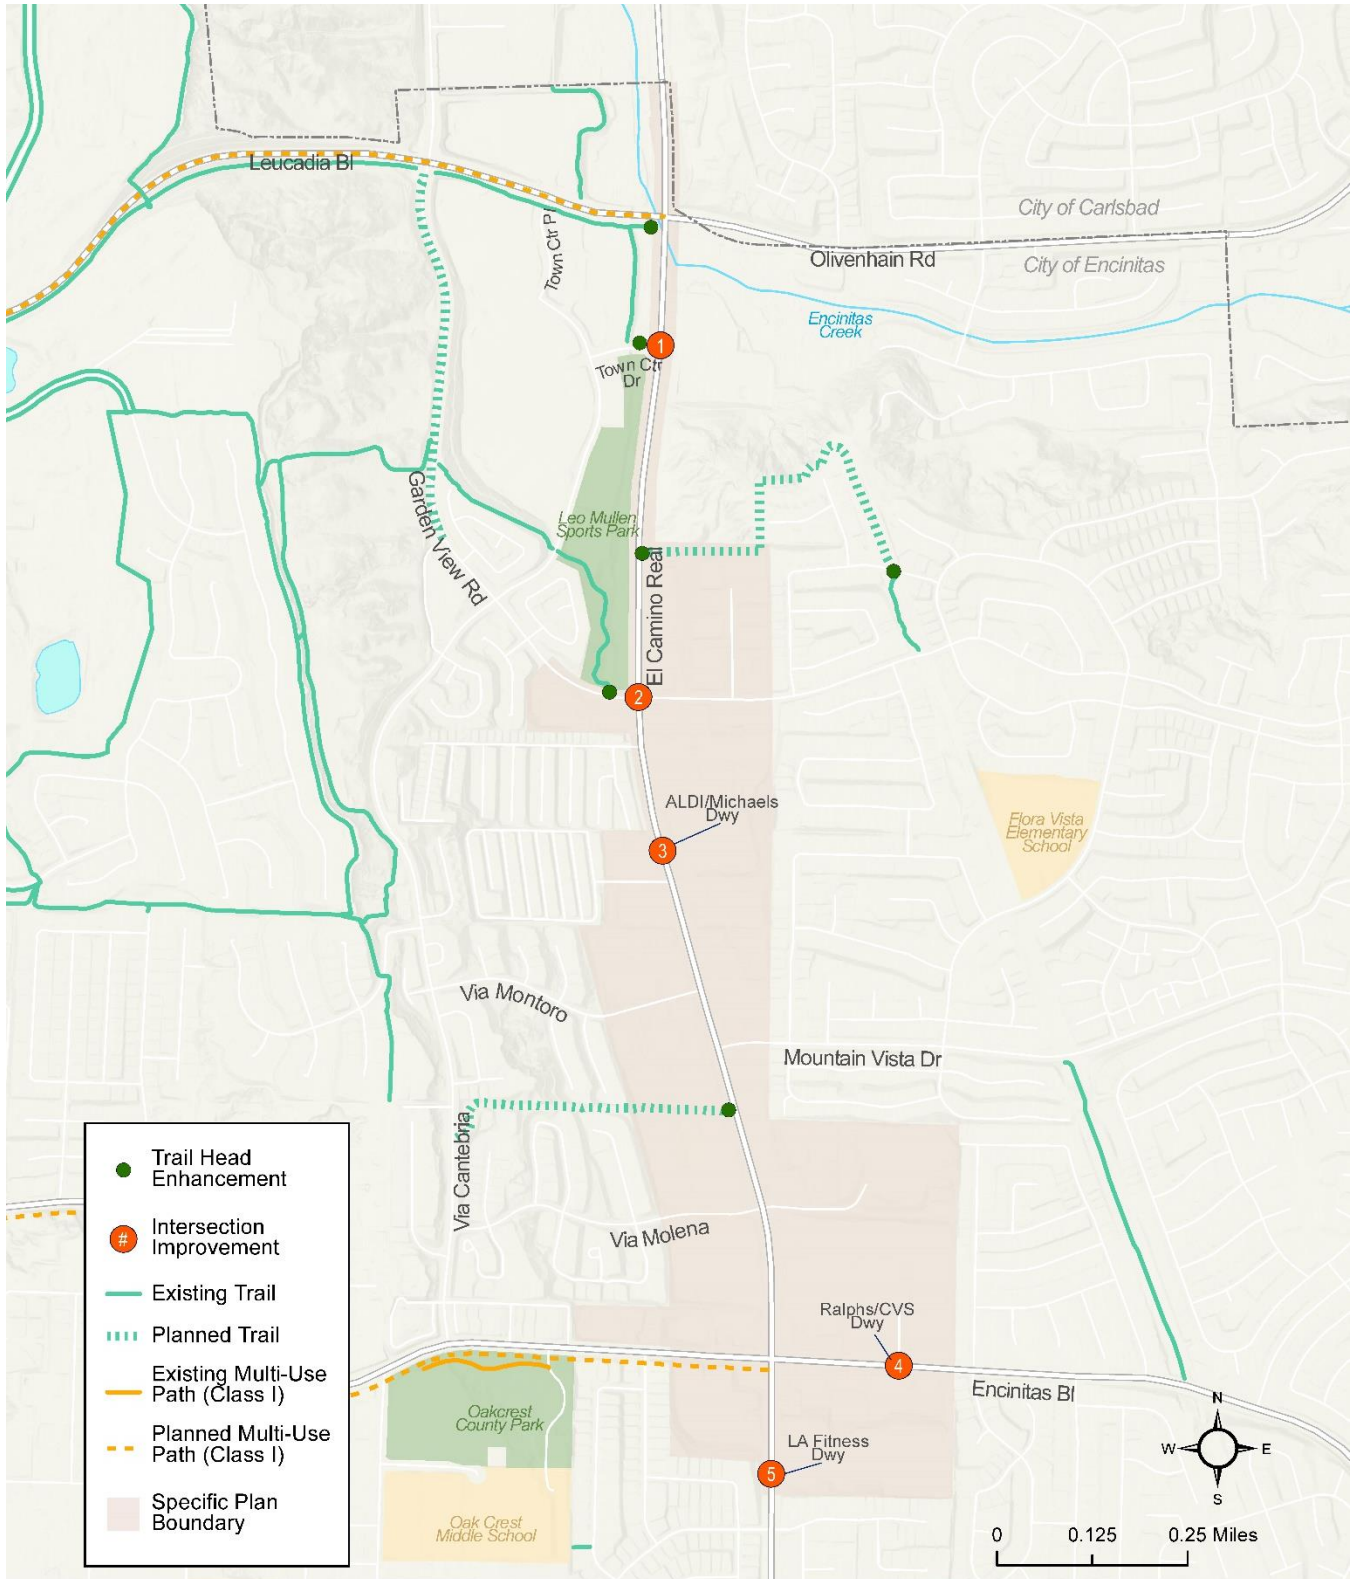 Leucadia Bl
City of Carlsbad
Town Ctr Pl
Olivenhain Rd
City of Encinitas
Encinitas
Creek
1
Town Ctr
Dr
Garden View Rd
Leo Mullen
Sports Park
El Camino Real
2
ALDI/Michaels
Dwy
3
Flora Vista
Elementary
School
Via Montoro
Mountain Vista Dr
Via Cantebria
Via Molena
Ralphs/CVS
Dwy
4
Encinitas Bl
Oakcrest
County Park
LA Fitness
Dwy
5
Oak Crest
Middle School
Trail Head
Enhancement
#
Intersection
Improvement
Existing Trail
Planned Trail
Existing Multi-Use
Path (Class I)
Planned Multi-Use
Path (Class I)
Specific Plan
Boundary
N
W
E
S
0 0.125 0.25 Miles